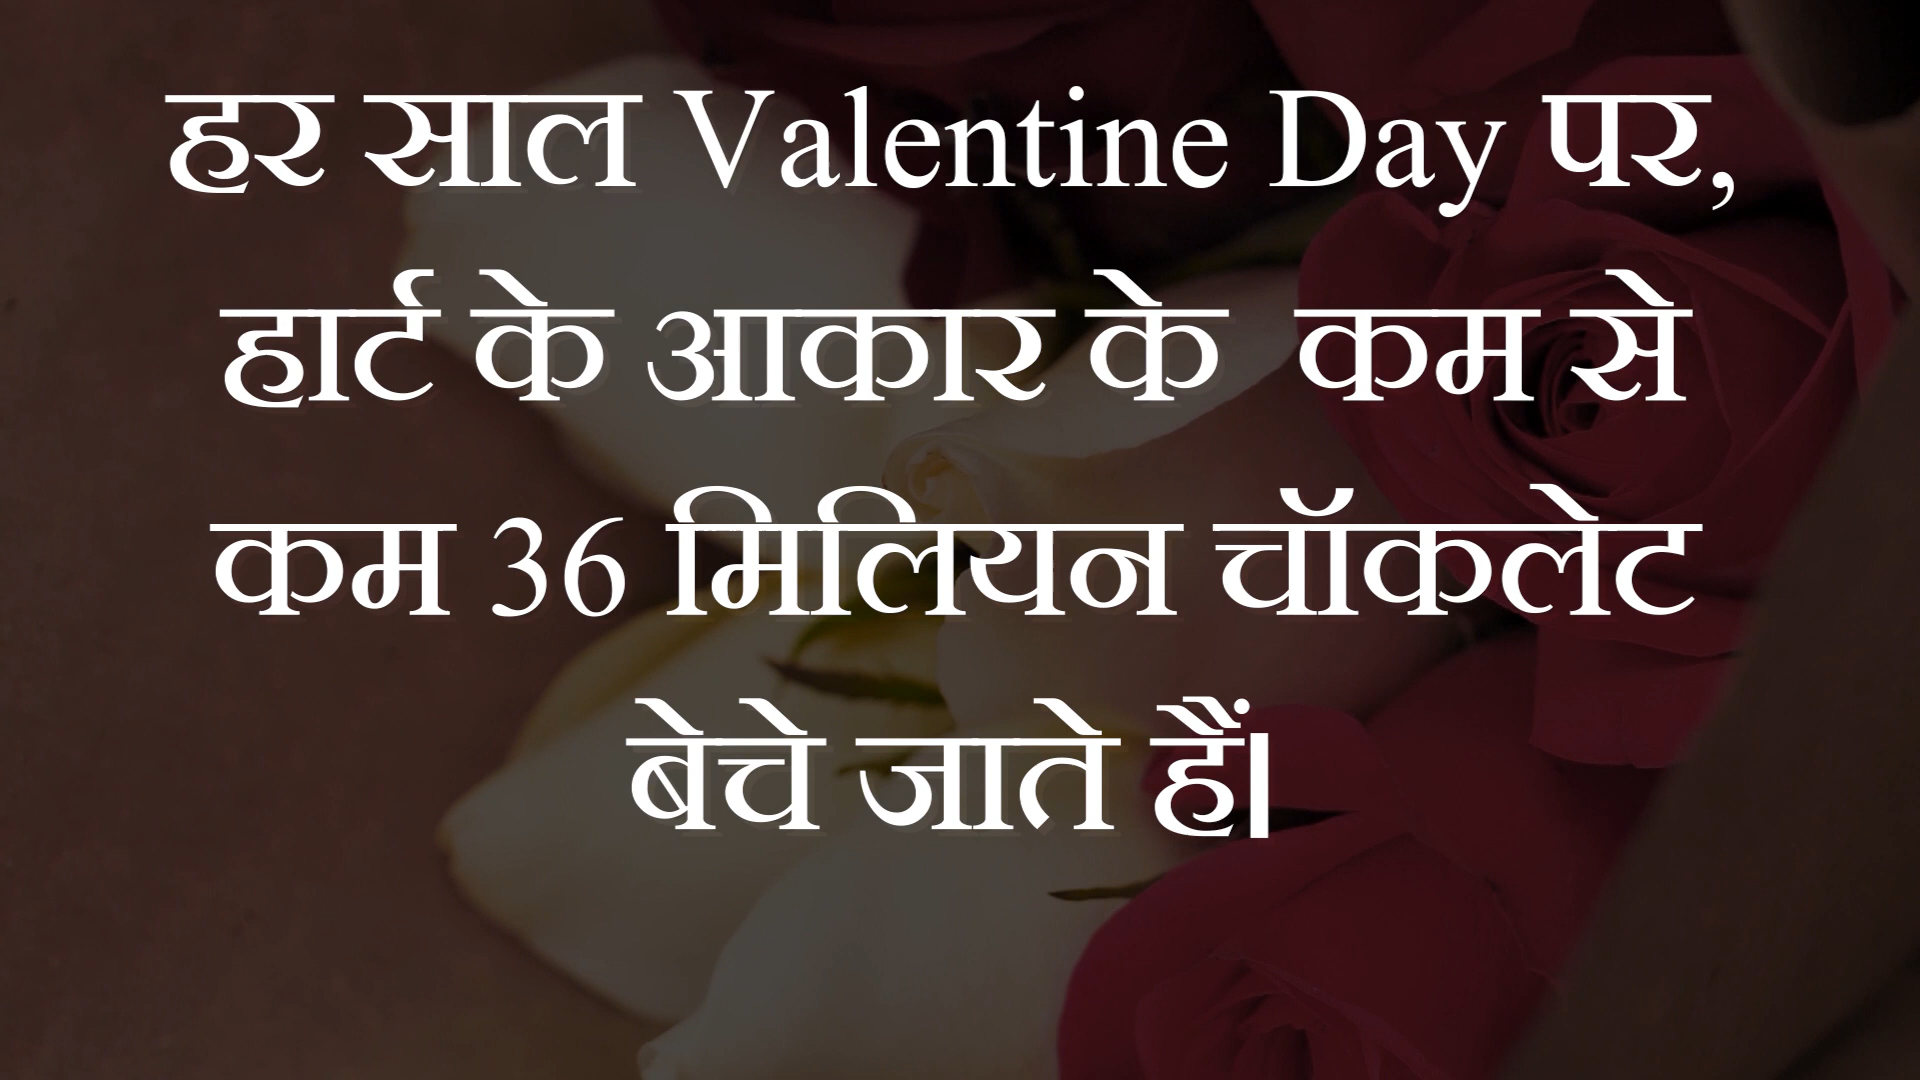 हर साल Valentine Day पर,
हार्ट के आकार के कम से
कम 36 मिलियन चॉकलेट
बेचे जाते हैं।